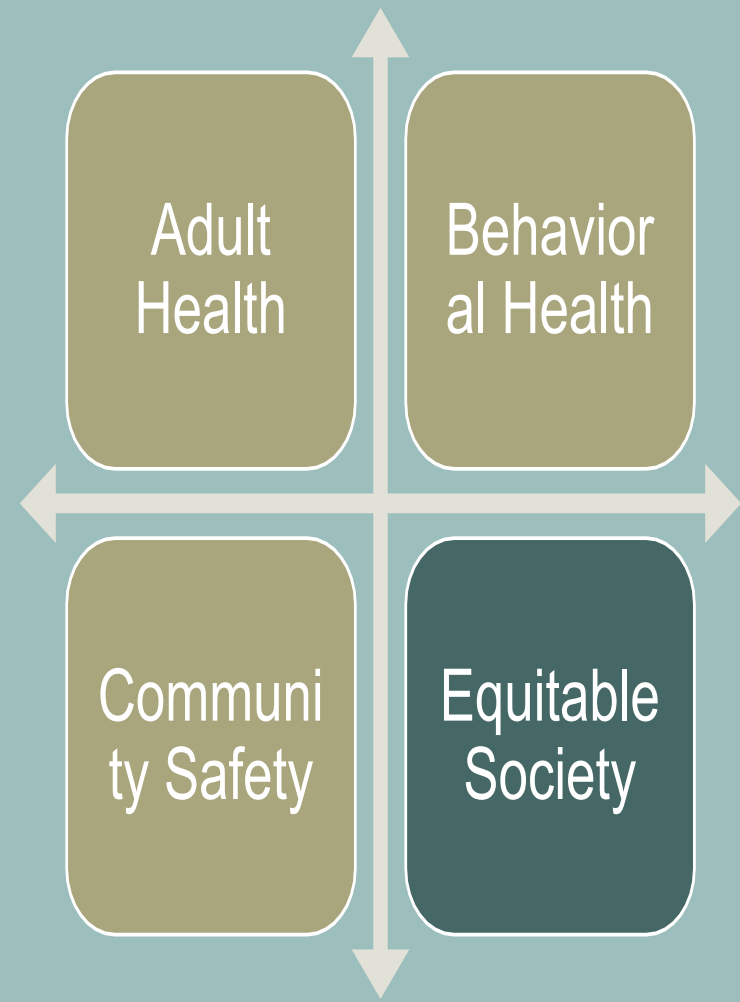 Adult
Health
Behavior
al Health
Communi
ty Safety
Equitable
Society